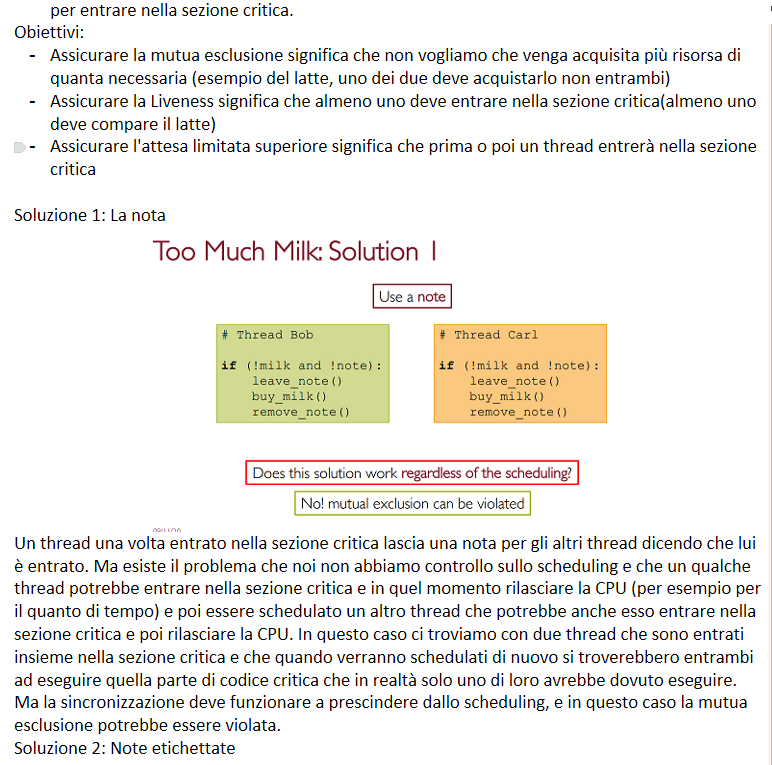 per entrare nella sezione critica.
Obiettivi:
- Assicurare la mutua esclusione significa che non vogliamo che venga acquisita più risorsa di
quanta necessaria (esempio del latte, uno dei due deve acquistarlo non entrambi)
- Assicurare la Liveness significa che almeno uno deve entrare nella sezione critica(almeno uno
deve compare il latte)
- Assicurare l'attesa limitata superiore significa che prima o poi un thread entrerà nella sezione
critica
Soluzione 1: La nota
Too Much Milk: Solution 1
Use a note
# Thread Bob
if (!milk and !note):
leave_note()
buy_milk()
remove_note()
# Thread Carl
if (!milk and !note):
leave_note()
buy_milk()
remove_note()
Does this solution work regardless of the scheduling?
No! mutual exclusion can be violated
Un thread una volta entrato nella sezione critica lascia una nota per gli altri thread dicendo che lui
è entrato. Ma esiste il problema che noi non abbiamo controllo sullo scheduling e che un qualche
thread potrebbe entrare nella sezione critica e in quel momento rilasciare la CPU (per esempio per
il quanto di tempo) e poi essere schedulato un altro thread che potrebbe anche esso entrare nella
sezione critica e poi rilasciare la CPU. In questo caso ci troviamo con due thread che sono entrati
insieme nella sezione critica e che quando verranno schedulati di nuovo si troverebbero entrambi
ad eseguire quella parte di codice critica che in realtà solo uno di loro avrebbe dovuto eseguire.
Ma la sincronizzazione deve funzionare a prescindere dallo scheduling, e in questo caso la mutua
esclusione potrebbe essere violata.
Soluzione 2: Note etichettate